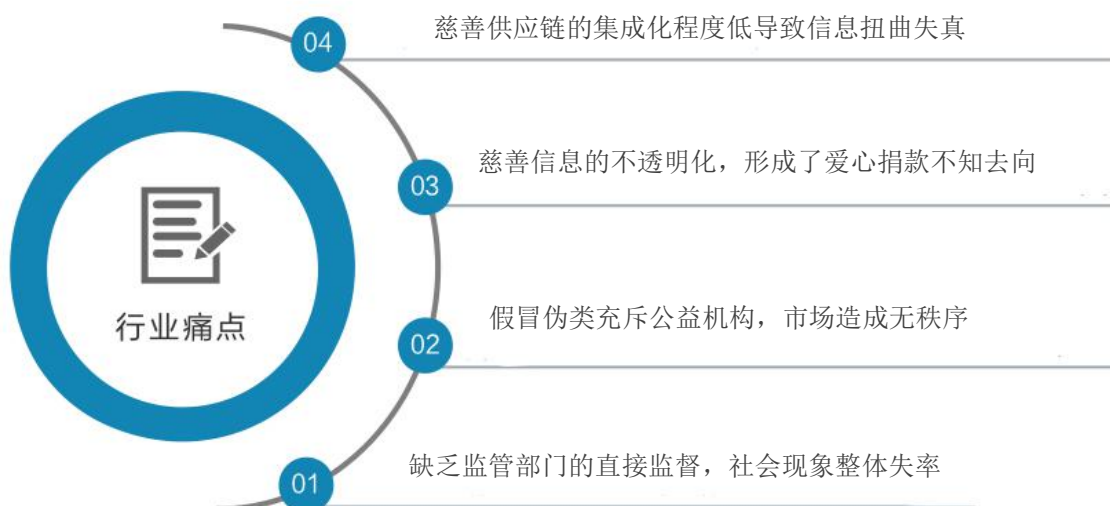 04
慈善供应链的集成化程度低导致信息扭曲失真
03
慈善信息的不透明化，形成了爱心捐款不知去向
行业痛点
02
假冒伪类充斥公益机构，市场造成无秩序
01
缺乏监管部门的直接监督，社会现象整体失率